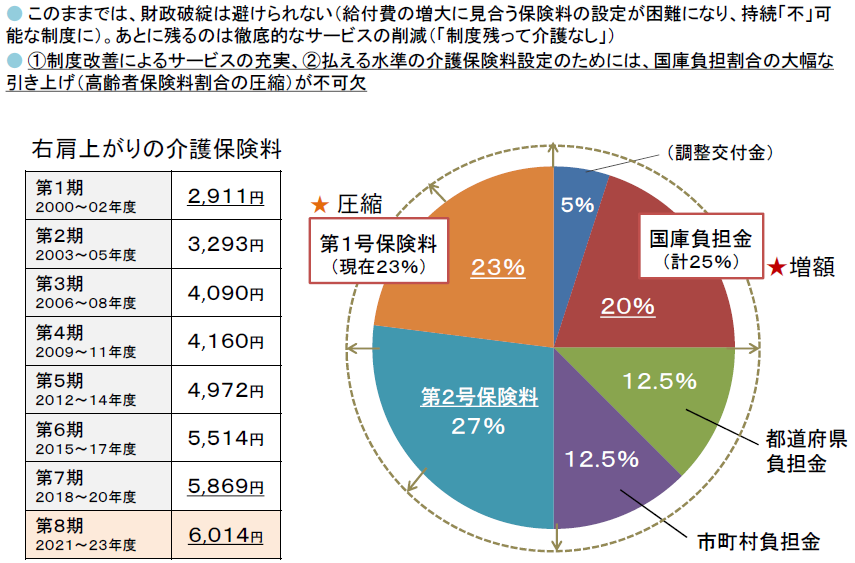 ● このままでは、財政破綻は避けられない（給付費の増大に見合う保険料の設定が困難になり、持続「不」可
能な制度に）。あとに残るのは徹底的なサービスの削減（「制度残って介護なし」）
● ①制度改善によるサービスの充実、②払える水準の介護保険料設定のためには、国庫負担割合の大幅な
引き上げ（高齢者保険料割合の圧縮）が不可欠
右肩上がりの介護保険料
第1期
2000～02年度
2,911円
第2期
2003～05年度
3,293円
第3期
2006～08年度
4,090円
第4期
2009～11年度
4,160円
第5期
2012～14年度
4,972円
第6期
2015～17年度
5,514円
第7期
2018～20年度
5,869円
第8期
2021～23年度
6,014円
★ 圧縮
第1号保険料
（現在23％）
23%
（調整交付金）
5%
国庫負担金
（計25％）
★増額
20%
12.5%
都道府県
負担金
12.5%
市町村負担金
第2号保険料
27%